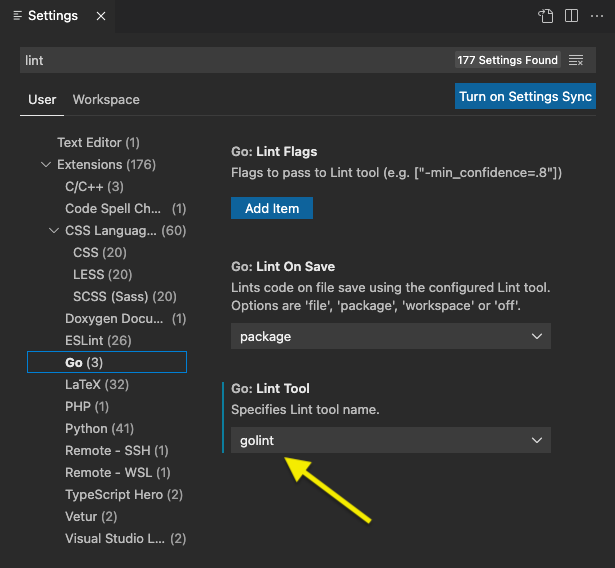 Settings
lint
177 Settings Found
User Workspace
Turn on Settings Sync
Text Editor (1)
Extensions (176)
C/C++ (3)
Code Spell Ch... (1)
CSS Languag... (60)
CSS (20)
LESS (20)
SCSS (Sass) (20)
Doxygen Docu... (1)
ESLint (26)
Go (3)
LaTeX (32)
PHP (1)
Python (41)
Remote - SSH (1)
Remote - WSL (1)
TypeScript Hero (2)
Vetur (2)
Visual Studio L... (2)
Go: Lint Flags
Flags to pass to Lint tool (e.g. ["-min_confidence=.8"])
Add Item
Go: Lint On Save
Lints code on file save using the configured Lint tool.
Options are 'file', 'package', 'workspace' or 'off'.
package
Go: Lint Tool
Specifies Lint tool name.
golint